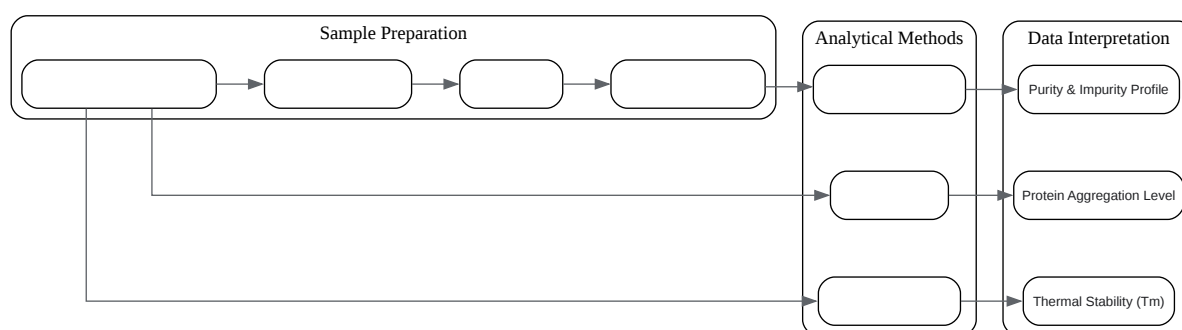 Sample Preparation
Analytical Methods
Data Interpretation
Purity & Impurity Profile
Protein Aggregation Level
Thermal Stability (Tm)